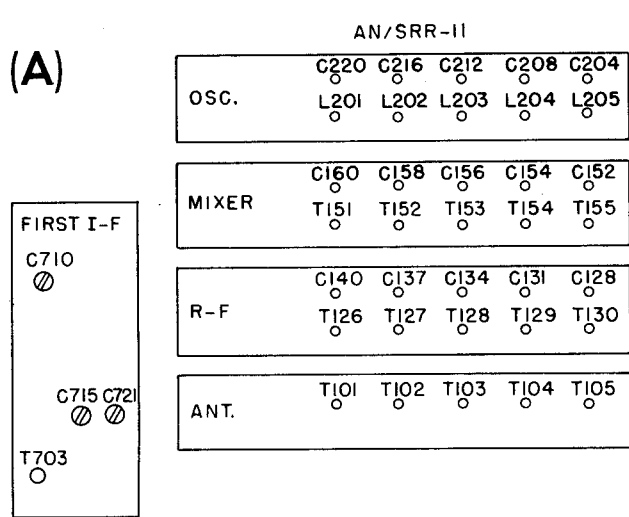 AN/SRR-11
(A)
C220 C216 C212 C208 C204
OSC.
L201 L202 L203 L204 L205
C160 C158 C156 C154 C152
MIXER
T151 T152 T153 T154 T155
FIRST I-F
C710
C715 C721
T703
C140 C137 C134 C131 C128
R-F
T126 T127 T128 T129 T130
T101 T102 T103 T104 T105
ANT.